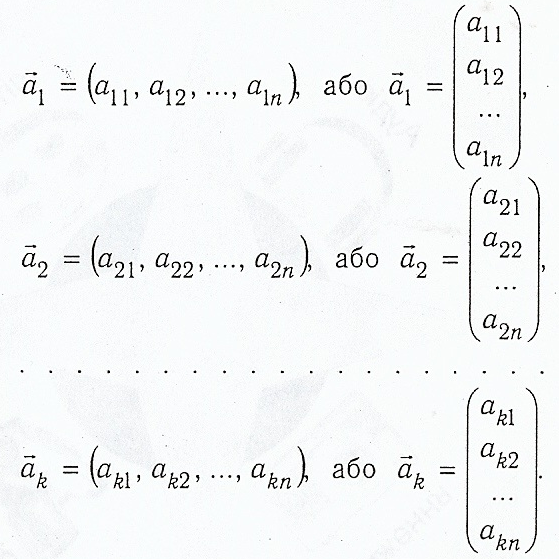 a⃗₁ = (a₁₁, a₁₂, ..., a₁ₙ), або a⃗₁ = (a₁₁ a₁₂ ... a₁ₙ),
a⃗₂ = (a₂₁, a₂₂, ..., a₂ₙ), або a⃗₂ = (a₂₁ a₂₂ ... a₂ₙ),
. . . . . . . . . . . . . . . . . . .
a⃗ₖ = (aₖ₁, aₖ₂, ..., aₖₙ), або a⃗ₖ = (aₖ₁ aₖ₂ ... aₖₙ).